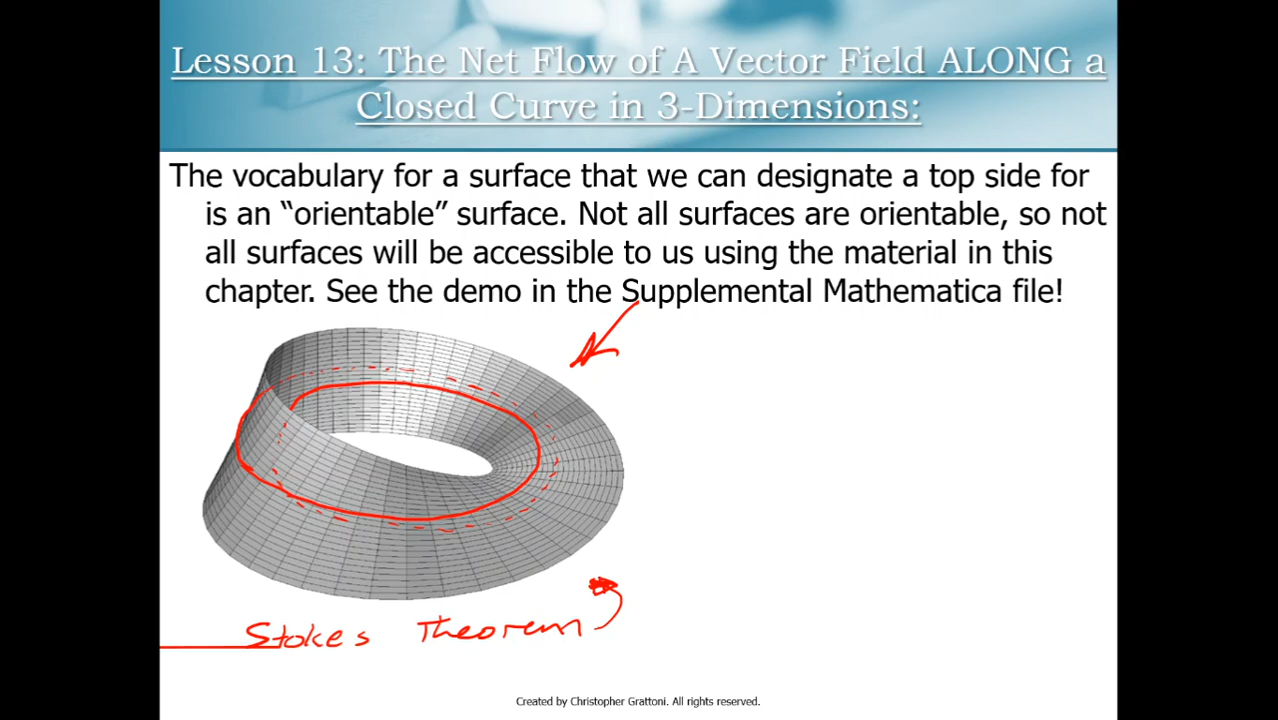 Lesson 13: The Net Flow of A Vector Field ALONG a
Closed Curve in 3-Dimensions:
The vocabulary for a surface that we can designate a top side for
is an “orientable” surface. Not all surfaces are orientable, so not
all surfaces will be accessible to us using the material in this
chapter. See the demo in the Supplemental Mathematica file!
Stokes Theorem
Created by Christopher Grattoni. All rights reserved.